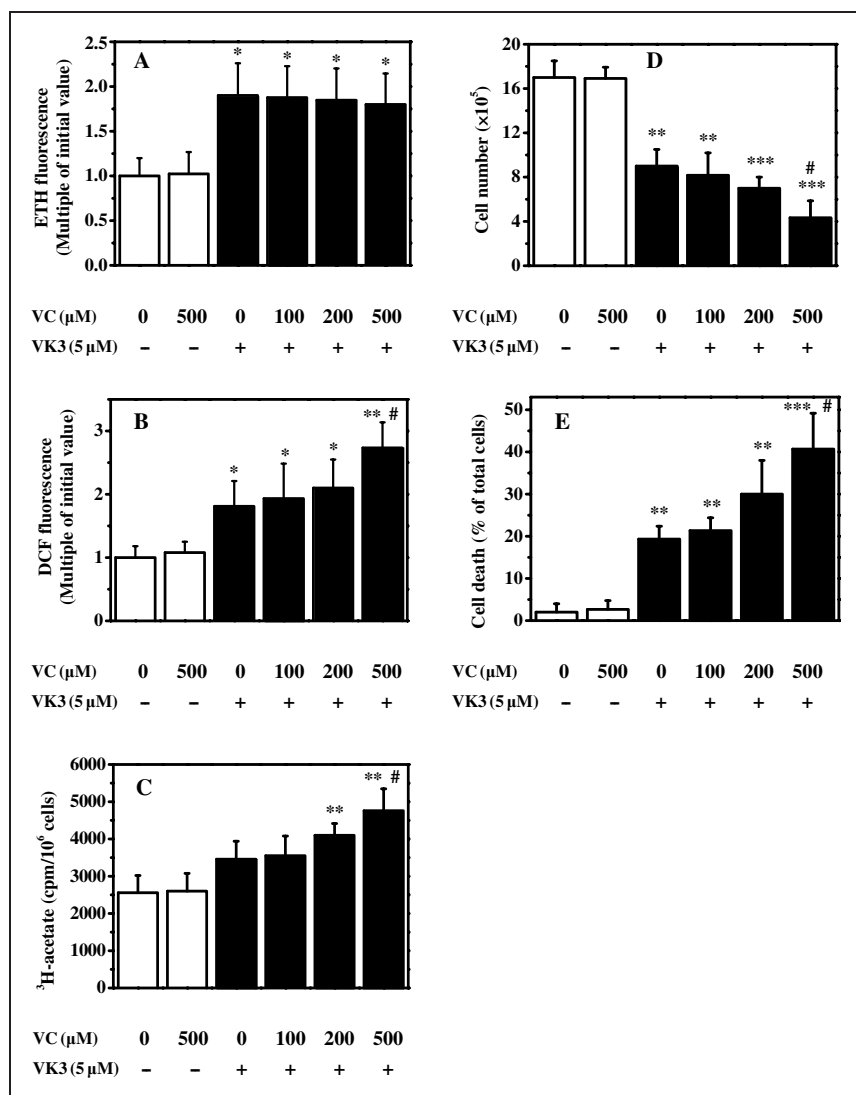 A
ETH fluorescence
(Multiple of initial value)
2.5
2.0
1.5
1.0
0.5
0.0
* * * *
VC (µM) 0 500 0 100 200 500
VK3 (5 µM) – – + + + +
D
Cell number (×10⁵)
20
16
12
8
4
0
** ** *** #
***
VC (µM) 0 500 0 100 200 500
VK3 (5 µM) – – + + + +
B
DCF fluorescence
(Multiple of initial value)
3
2
1
0
* * * ** #
VC (µM) 0 500 0 100 200 500
VK3 (5 µM) – – + + + +
E
Cell death (% of total cells)
50
40
30
20
10
0
** ** ** *** #
VC (µM) 0 500 0 100 200 500
VK3 (5 µM) – – + + + +
C
³H-acetate (cpm/10⁶ cells)
6000
5000
4000
3000
2000
1000
0
** ** #
VC (µM) 0 500 0 100 200 500
VK3 (5 µM) – – + + + +